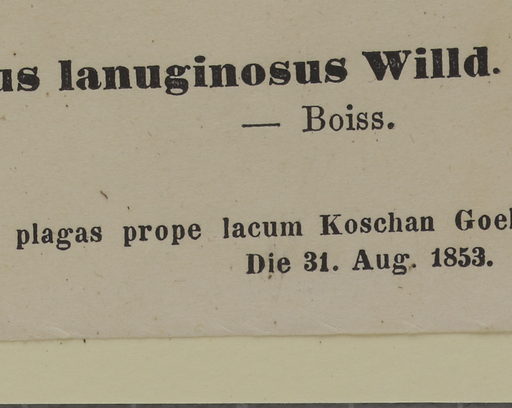 us lanuginosus Willd.
— Boiss.
plagas prope lacum Koschan Goel
Die 31. Aug. 1853.